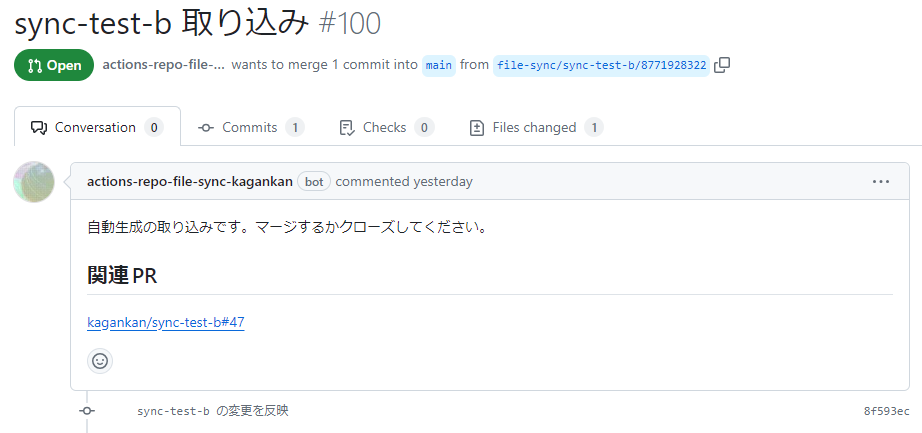 sync-test-b 取り込み #100
Open actions-repo-file-... wants to merge 1 commit into main from file-sync/sync-test-b/8771928322
Conversation 0 Commits 1 Checks 0 Files changed 1
actions-repo-file-sync-kagankan bot commented yesterday
自動生成の取り込みです。マージするかクローズしてください。
関連PR
kagankan/sync-test-b#47
sync-test-b の変更を反映 8f593ec